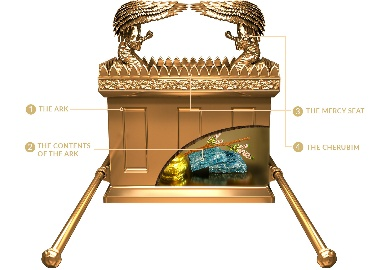 1 THE ARK
2 THE CONTENTS
OF THE ARK
3 THE MERCY SEAT
4 THE CHERUBIM